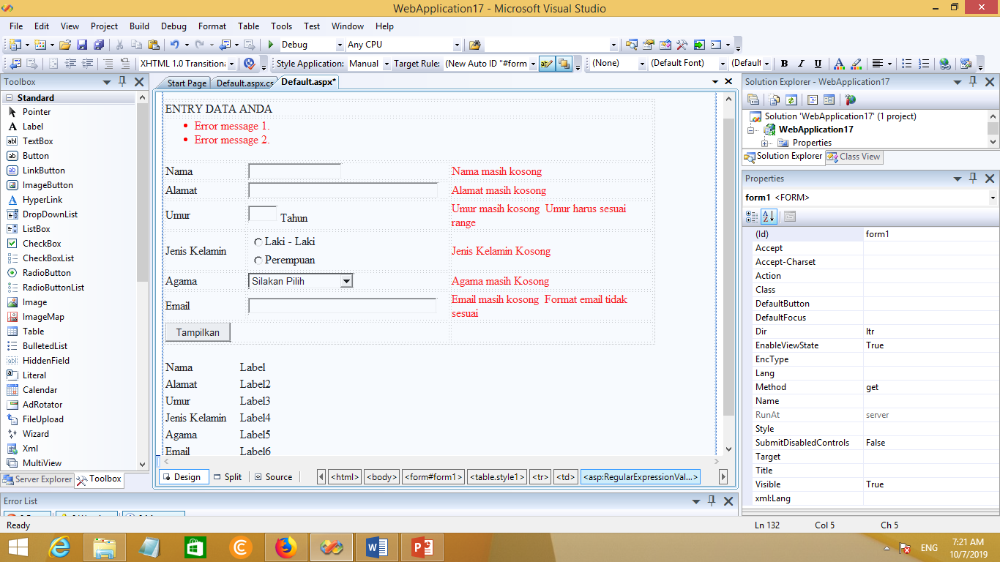 WebApplication17 - Microsoft Visual Studio
File Edit View Project Build Debug Format Table Tools Test Window Help
Debug Any CPU
XHTML 1.0 Transition Style Application: Manual Target Rule: (New Auto ID "#form (None) (Default Font) (Default B I U A
Toolbox
Standard
Pointer
A Label
TextBox
Button
LinkButton
ImageButton
HyperLink
DropDownList
ListBox
CheckBox
CheckBoxList
RadioButton
RadioButtonList
Image
ImageMap
Table
BulletedList
HiddenField
Literal
Calendar
AdRotator
FileUpload
Wizard
Xml
MultiView
Server Explorer Toolbox
Start Page Default.aspx.cs Default.aspx*
ENTRY DATA ANDA
Error message 1.
Error message 2.
Nama Nama masih kosong
Alamat Alamat masih kosong
Umur Tahun Umur masih kosong Umur harus sesuai
range
Jenis Kelamin Laki - Laki
Perempuan
Jenis Kelamin Kosong
Agama Silakan Pilih Agama masih Kosong
Email Email masih kosong Format email tidak
sesuai
Tampilkan
Nama Label
Alamat Label2
Umur Label3
Jenis Kelamin Label4
Agama Label5
Email Label6
Design Split Source <html> <body> <form#form1> <table.style1> <tr> <td> <asp:RegularExpressionVal...>
Solution Explorer - WebApplication17
Solution 'WebApplication17' (1 project)
WebApplication17
Properties
Solution Explorer Class View
Properties
form1 <FORM>
(Id) form1
Accept
Accept-Charset
Action
Class
DefaultButton
DefaultFocus
Dir ltr
EnableViewState True
EncType
Lang
Method get
Name
RunAt server
Style
SubmitDisabledControls False
Target
Title
Visible True
xml:Lang
Error List
Ready Ln 132 Col 5 Ch 5
ENG 7:21 AM
10/7/2019